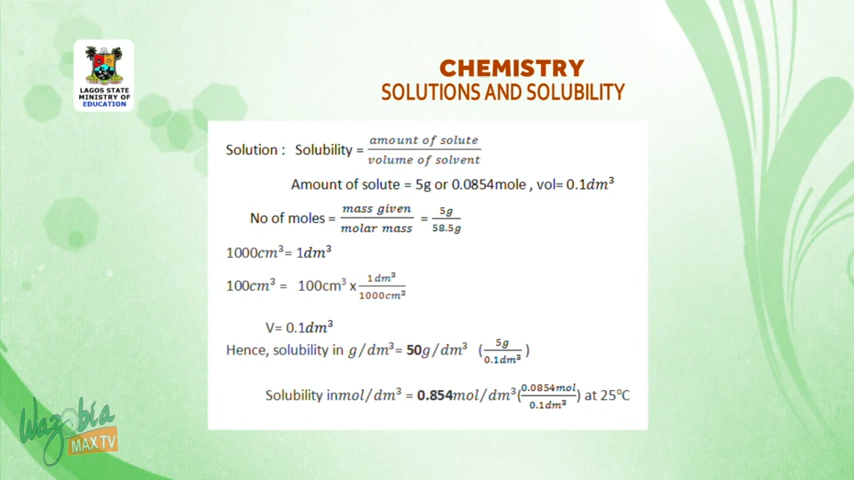 LAGOS STATE
MINISTRY OF
EDUCATION
CHEMISTRY
SOLUTIONS AND SOLUBILITY
Solution : Solubility = amount of solute / volume of solvent
Amount of solute = 5g or 0.0854mole , vol= 0.1dm³
No of moles = mass given / molar mass = 5g / 58.5g
1000cm³= 1dm³
100cm³ = 100cm³ x 1dm³ / 1000cm³
V= 0.1dm³
Hence, solubility in g/dm³= 50g/dm³ (5g / 0.1dm³)
Solubility inmol/dm³ = 0.854mol/dm³(0.0854mol / 0.1dm³) at 25°C
Wazobia
MAX TV